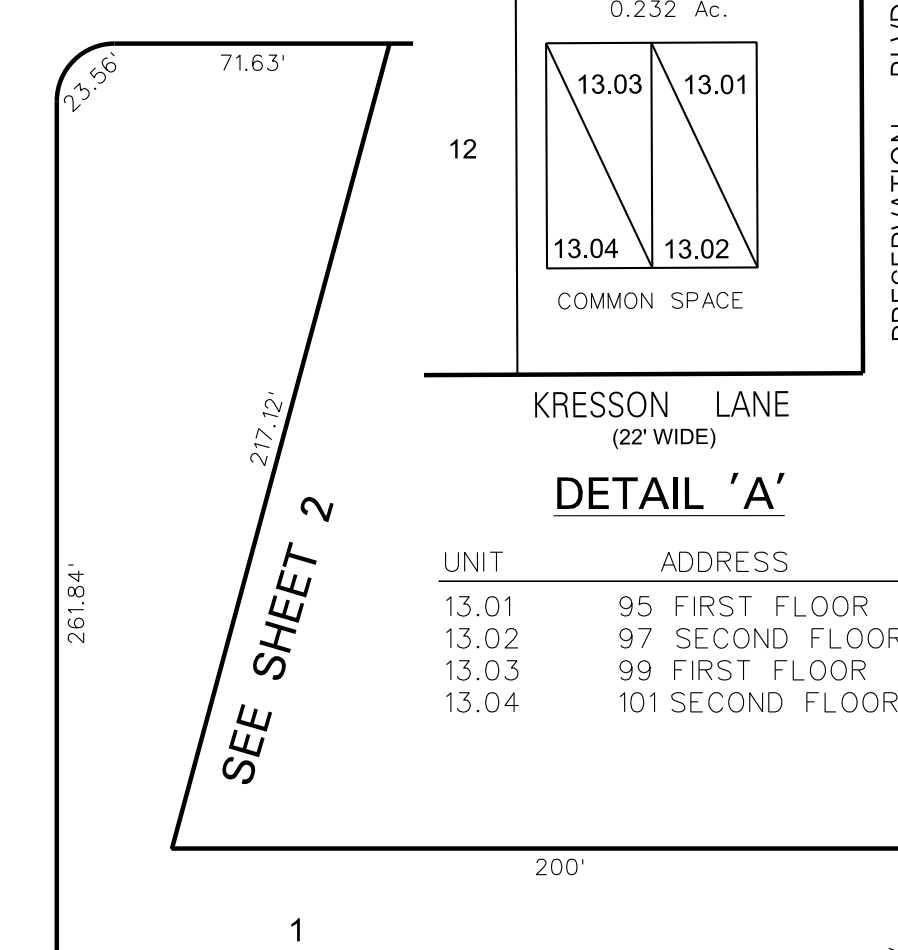 0.232 Ac.
71.63'
23.56'
13.03
13.01
12
13.04
13.02
COMMON SPACE
KRESSON LANE
(22' WIDE)
217.12'
DETAIL 'A'
SEE SHEET 2
261.84'
UNIT ADDRESS
13.01 95 FIRST FLOOR
13.02 97 SECOND FLOOR
13.03 99 FIRST FLOOR
13.04 101 SECOND FLOOR
200'
1
PRESERVATION BLVD